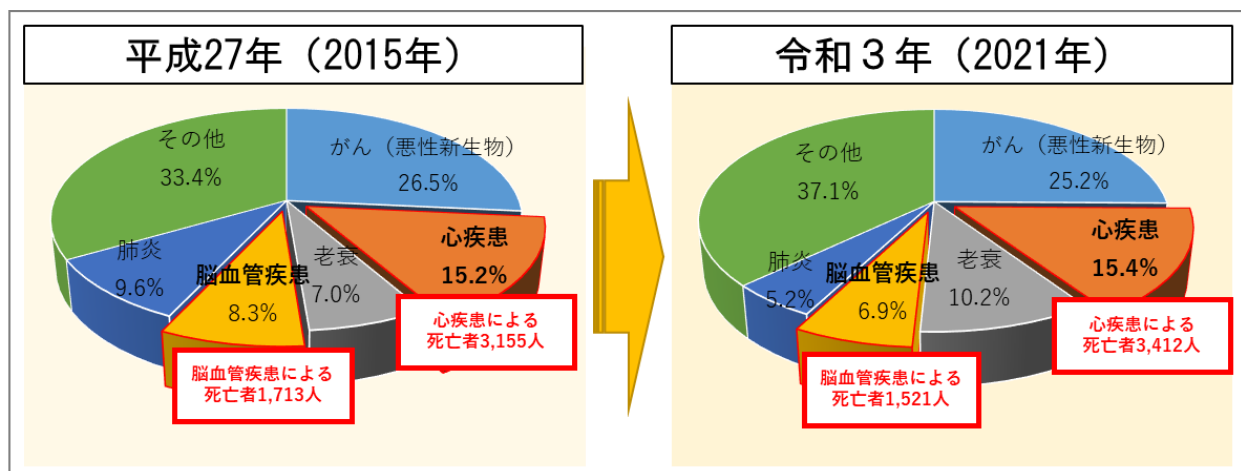 平成27年（2015年）
その他
33.4%
がん（悪性新生物）
26.5%
心疾患
15.2%
老衰
7.0%
脳血管疾患
8.3%
肺炎
9.6%
心疾患による
死亡者3,155人
脳血管疾患による
死亡者1,713人
令和３年（2021年）
その他
37.1%
がん（悪性新生物）
25.2%
心疾患
15.4%
老衰
10.2%
脳血管疾患
6.9%
肺炎
5.2%
心疾患による
死亡者3,412人
脳血管疾患による
死亡者1,521人